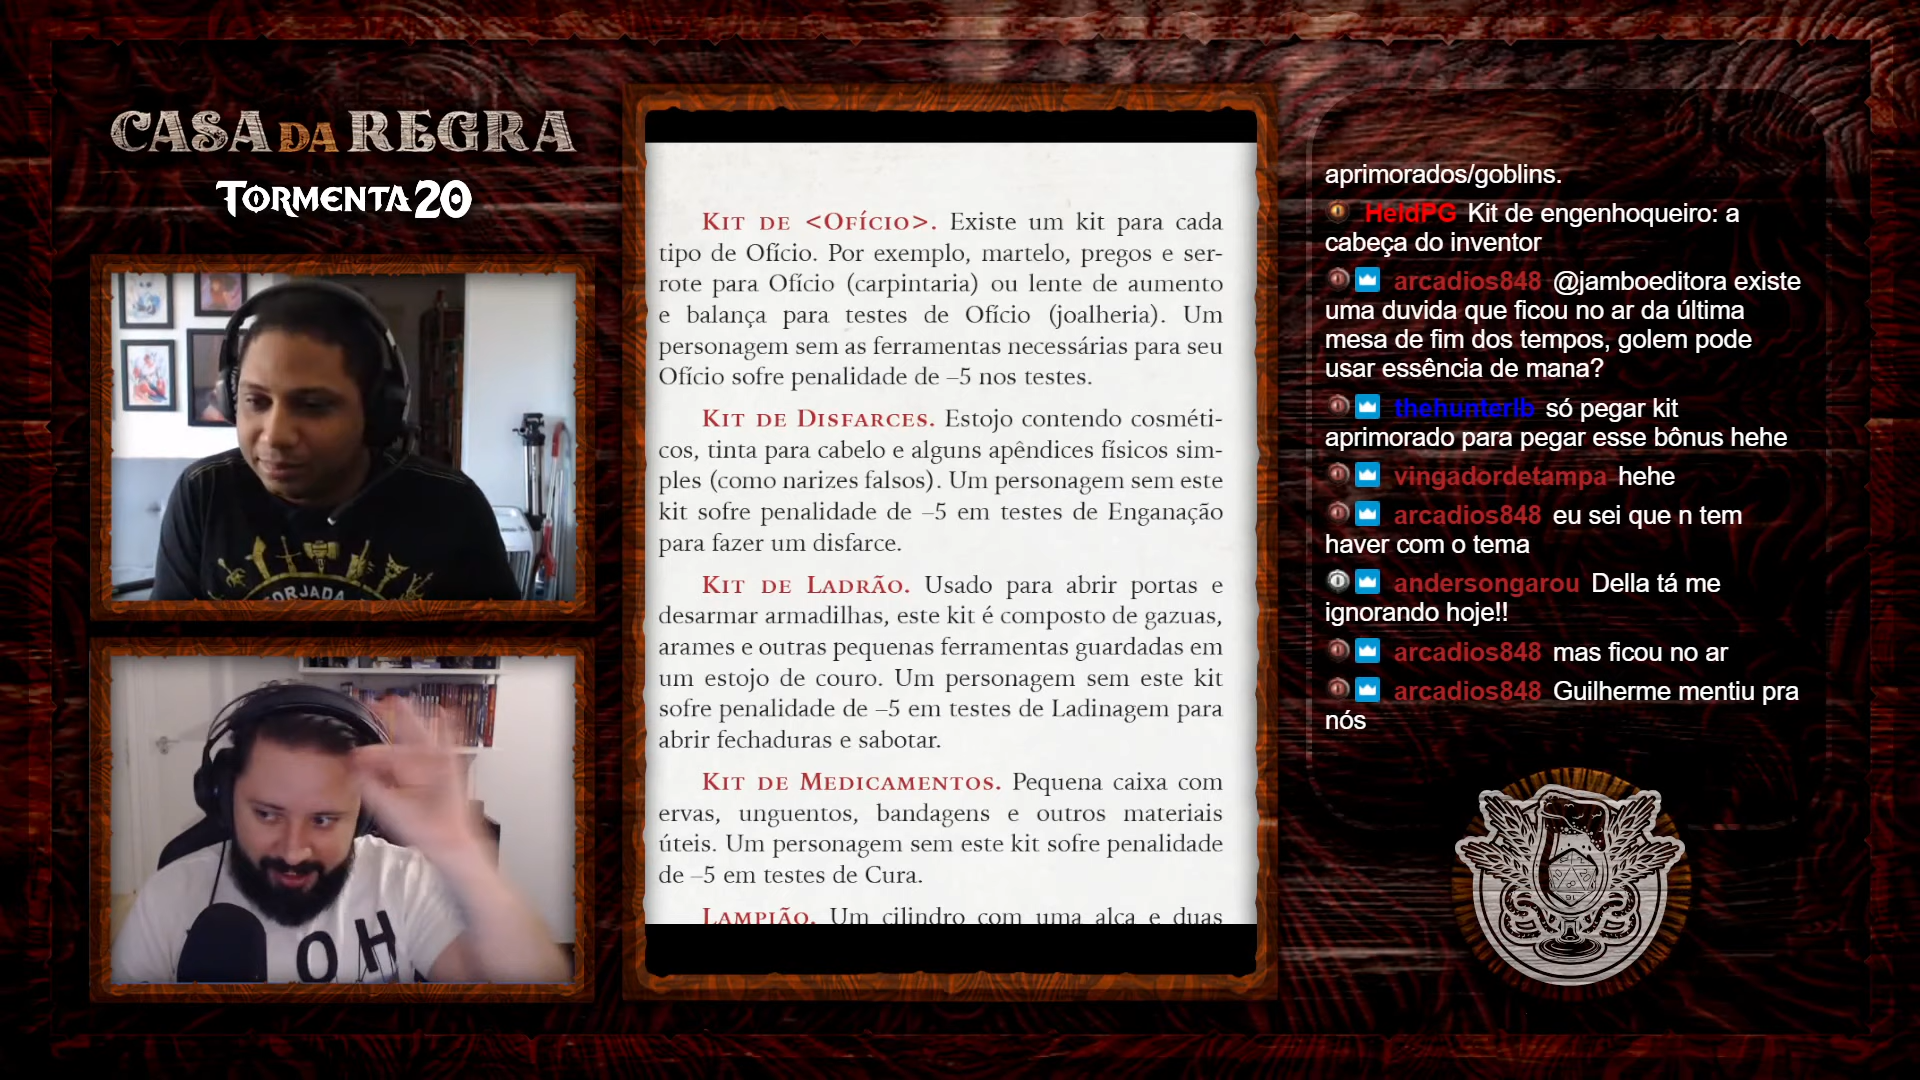 CASA DA REGRA
TORMENTA20
ORJADA
OH
KIT DE <OFÍCIO>. Existe um kit para cada
tipo de Ofício. Por exemplo, martelo, pregos e ser-
rote para Ofício (carpintaria) ou lente de aumento
e balança para testes de Ofício (joalheria). Um
personagem sem as ferramentas necessárias para seu
Ofício sofre penalidade de –5 nos testes.
KIT DE DISFARCES. Estojo contendo cosméti-
cos, tinta para cabelo e alguns apêndices físicos sim-
ples (como narizes falsos). Um personagem sem este
kit sofre penalidade de –5 em testes de Enganação
para fazer um disfarce.
KIT DE LADRÃO. Usado para abrir portas e
desarmar armadilhas, este kit é composto de gazuas,
arames e outras pequenas ferramentas guardadas em
um estojo de couro. Um personagem sem este kit
sofre penalidade de –5 em testes de Ladinagem para
abrir fechaduras e sabotar.
KIT DE MEDICAMENTOS. Pequena caixa com
ervas, unguentos, bandagens e outros materiais
úteis. Um personagem sem este kit sofre penalidade
de –5 em testes de Cura.
LAMPIÃO. Um cilindro com uma alça e duas
aprimorados/goblins.
HeldPG Kit de engenhoqueiro: a
cabeça do inventor
arcadios848 @jamboeditora existe
uma duvida que ficou no ar da última
mesa de fim dos tempos, golem pode
usar essência de mana?
thehunterlb só pegar kit
aprimorado para pegar esse bônus hehe
vingadordetampa hehe
arcadios848 eu sei que n tem
haver com o tema
andersongarou Della tá me
ignorando hoje!!
arcadios848 mas ficou no ar
arcadios848 Guilherme mentiu pra
nós